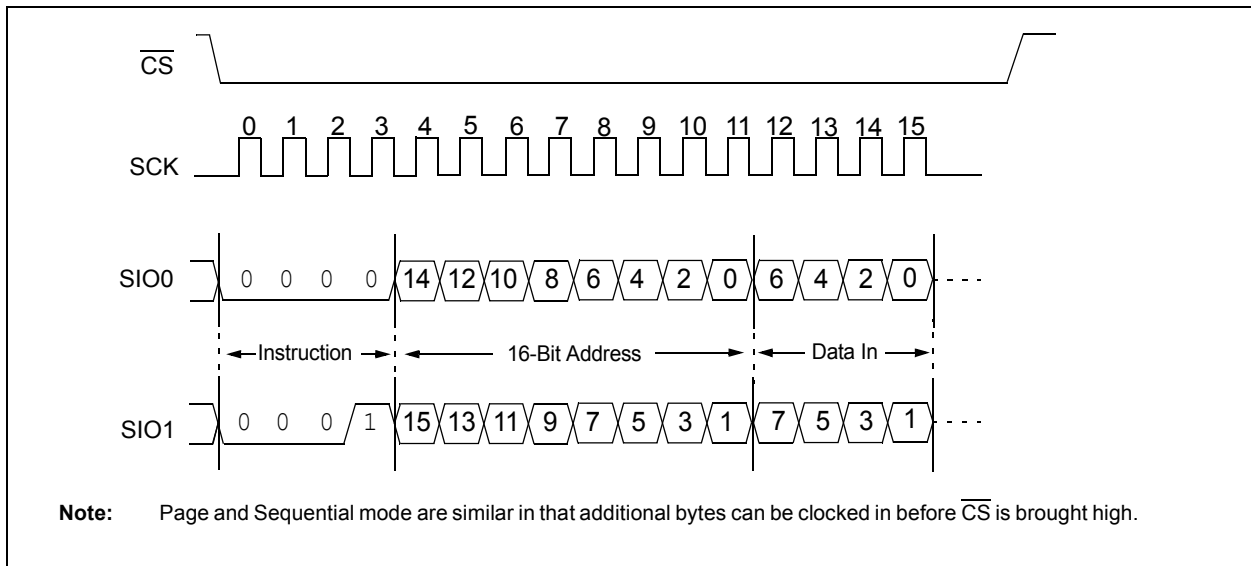 CS
0 1 2 3 4 5 6 7 8 9 10 11 12 13 14 15
SCK
SIO0 0 0 0 0 14 12 10 8 6 4 2 0 6 4 2 0
Instruction 16-Bit Address Data In
SIO1 0 0 0 1 15 13 11 9 7 5 3 1 7 5 3 1
Note: Page and Sequential mode are similar in that additional bytes can be clocked in before CS is brought high.